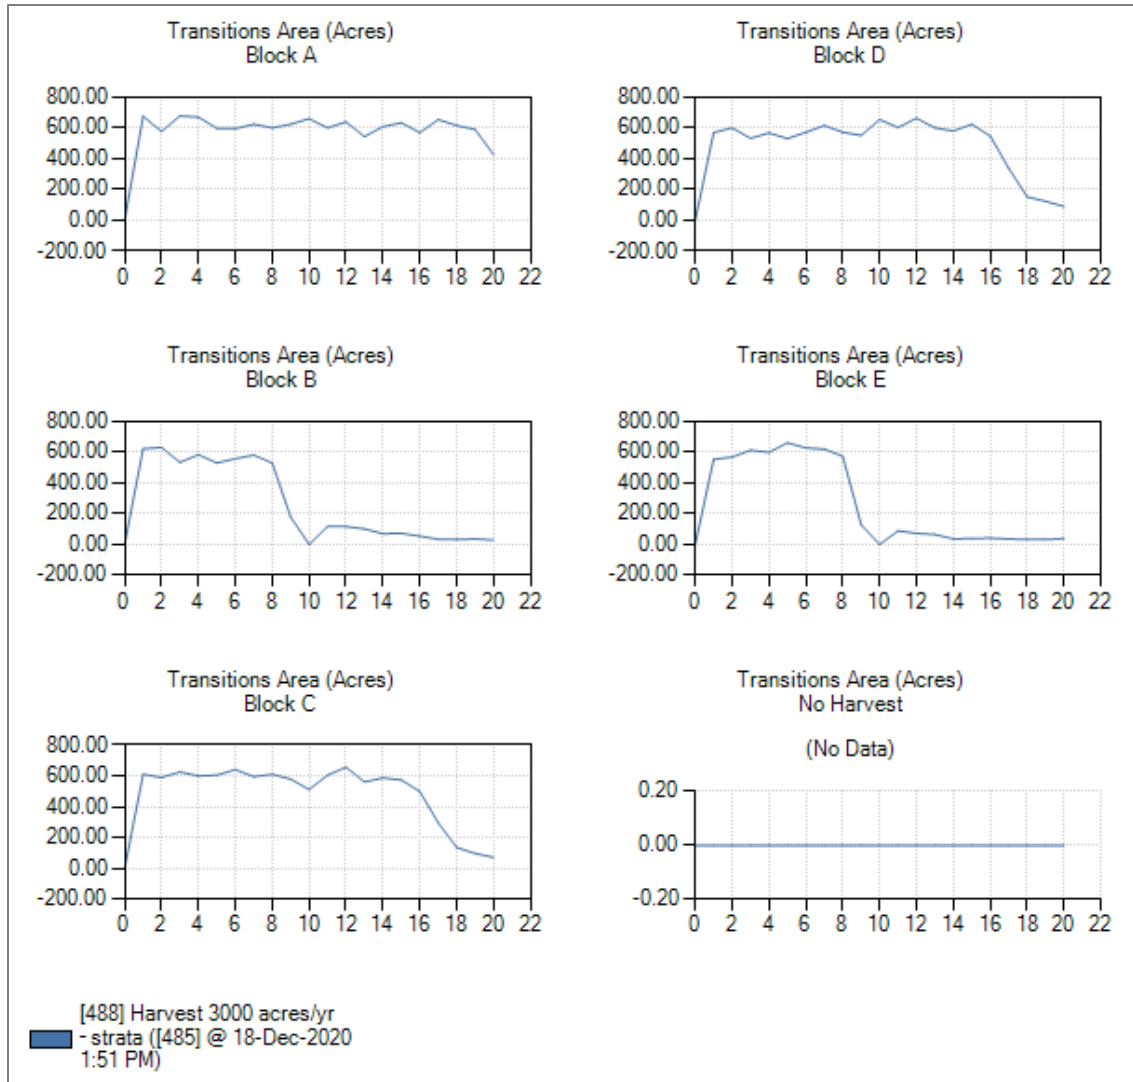 Transitions Area (Acres)
Block A
800.00
600.00
400.00
200.00
0.00
-200.00
0 2 4 6 8 10 12 14 16 18 20 22
Transitions Area (Acres)
Block D
800.00
600.00
400.00
200.00
0.00
-200.00
0 2 4 6 8 10 12 14 16 18 20 22
Transitions Area (Acres)
Block B
800.00
600.00
400.00
200.00
0.00
-200.00
0 2 4 6 8 10 12 14 16 18 20 22
Transitions Area (Acres)
Block E
800.00
600.00
400.00
200.00
0.00
-200.00
0 2 4 6 8 10 12 14 16 18 20 22
Transitions Area (Acres)
Block C
800.00
600.00
400.00
200.00
0.00
-200.00
0 2 4 6 8 10 12 14 16 18 20 22
Transitions Area (Acres)
No Harvest
(No Data)
0.20
0.00
-0.20
0 2 4 6 8 10 12 14 16 18 20 22
[488] Harvest 3000 acres/yr
- strata ([485] @ 18-Dec-2020
1:51 PM)